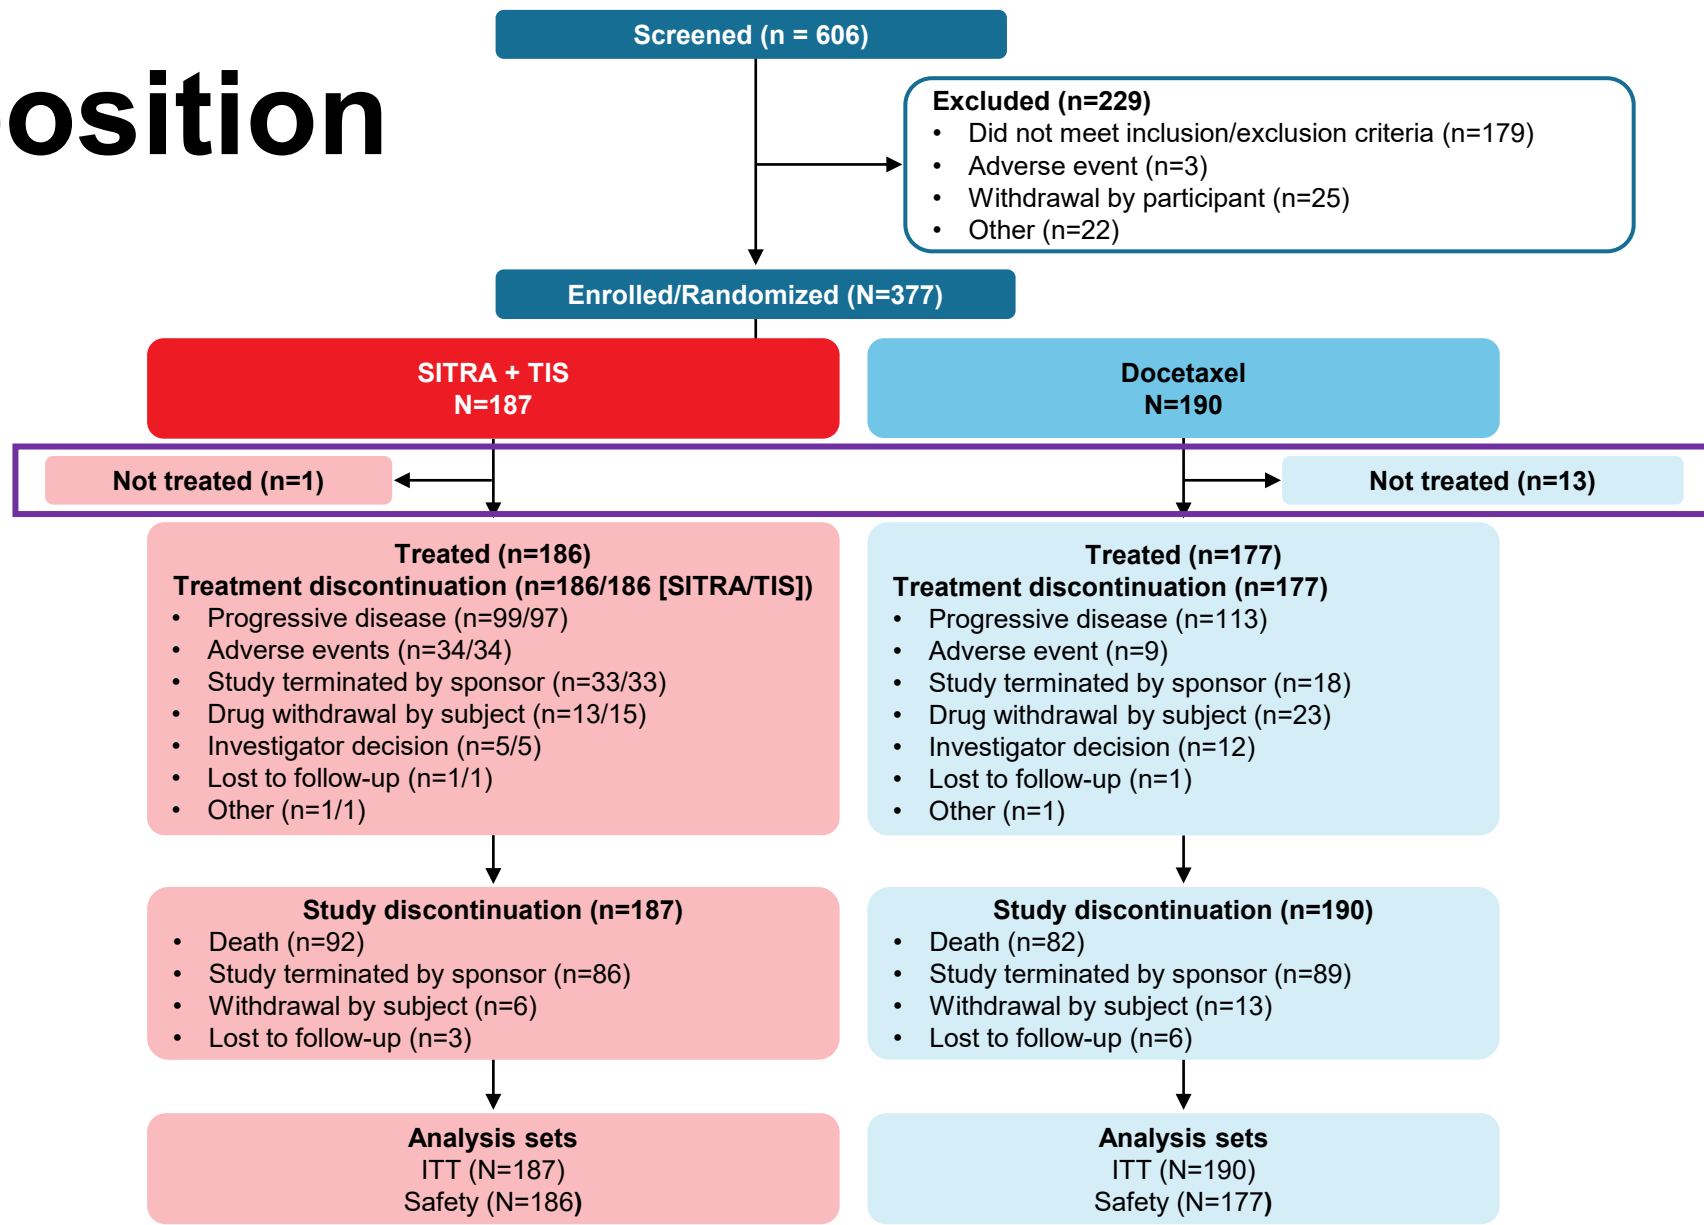 Screened (n = 606)
osition
Excluded (n=229)
• Did not meet inclusion/exclusion criteria (n=179)
• Adverse event (n=3)
• Withdrawal by participant (n=25)
• Other (n=22)
Enrolled/Randomized (N=377)
SITRA + TIS
N=187
Docetaxel
N=190
Not treated (n=1)
Not treated (n=13)
Treated (n=186)
Treatment discontinuation (n=186/186 [SITRA/TIS])
• Progressive disease (n=99/97)
• Adverse events (n=34/34)
• Study terminated by sponsor (n=33/33)
• Drug withdrawal by subject (n=13/15)
• Investigator decision (n=5/5)
• Lost to follow-up (n=1/1)
• Other (n=1/1)
Treated (n=177)
Treatment discontinuation (n=177)
• Progressive disease (n=113)
• Adverse event (n=9)
• Study terminated by sponsor (n=18)
• Drug withdrawal by subject (n=23)
• Investigator decision (n=12)
• Lost to follow-up (n=1)
• Other (n=1)
Study discontinuation (n=187)
• Death (n=92)
• Study terminated by sponsor (n=86)
• Withdrawal by subject (n=6)
• Lost to follow-up (n=3)
Study discontinuation (n=190)
• Death (n=82)
• Study terminated by sponsor (n=89)
• Withdrawal by subject (n=13)
• Lost to follow-up (n=6)
Analysis sets
ITT (N=187)
Safety (N=186)
Analysis sets
ITT (N=190)
Safety (N=177)